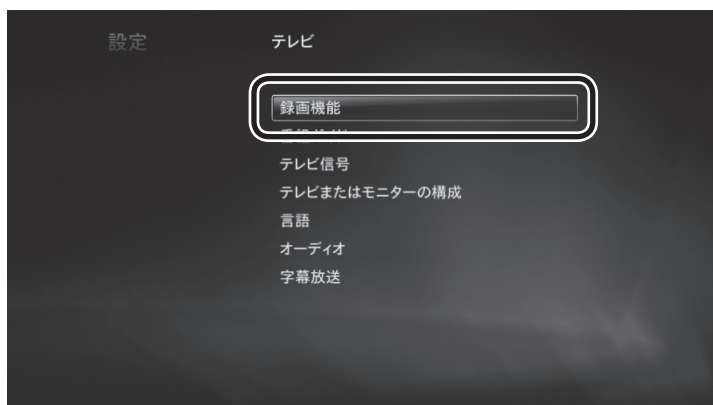 設定
テレビ
録画機能
テレビ信号
テレビまたはモニターの構成
言語
オーディオ
字幕放送